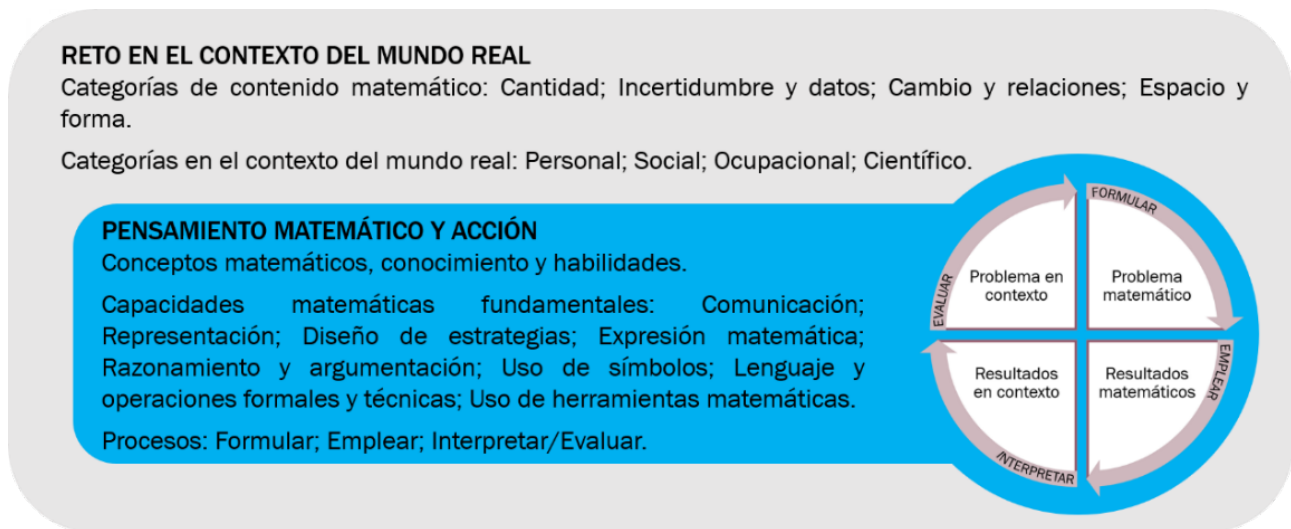 RETO EN EL CONTEXTO DEL MUNDO REAL
Categorías de contenido matemático: Cantidad; Incertidumbre y datos; Cambio y relaciones; Espacio y
forma.
Categorías en el contexto del mundo real: Personal; Social; Ocupacional; Científico.
PENSAMIENTO MATEMÁTICO Y ACCIÓN
Conceptos matemáticos, conocimiento y habilidades.
Capacidades matemáticas fundamentales: Comunicación;
Representación; Diseño de estrategias; Expresión matemática;
Razonamiento y argumentación; Uso de símbolos; Lenguaje y
operaciones formales y técnicas; Uso de herramientas matemáticas.
Procesos: Formular; Emplear; Interpretar/Evaluar.
FORMULAR
Problema en
contexto
Problema
matemático
EVALUAR
EMPLEAR
Resultados
en contexto
Resultados
matemáticos
INTERPRETAR